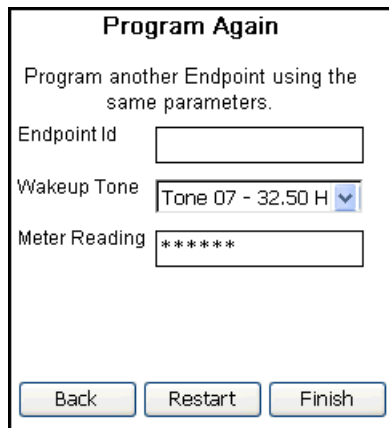 Program Again
Program another Endpoint using the
same parameters.
Endpoint Id
Wakeup Tone
Tone 07 - 32.50 H
Meter Reading
******
Back
Restart
Finish